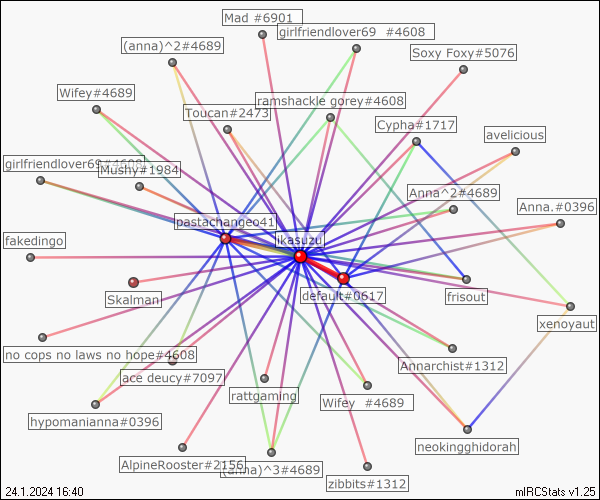 Mad #6901
girlfriendlover69 #4608
(anna)^2#4689
Soxy Foxy#5076
Wifey#4689
ramshackle gorey#4608
Toucan#2473
Cypha#1717
avelicious
girlfriendlover69#4608
Mushy#1984
Anna^2#4689
Anna.#0396
pastachangeo41
ikasuzu
fakedingo
Skalman
default#0617
frisout
xenoyaut
no cops no laws no hope#4608
Annarchist#1312
ace deucy#7097
rattgaming
Wifey #4689
hypomanianna#0396
neokingghidorah
AlpineRooster#2156
(anna)^3#4689
zibbits#1312
24.1.2024 16:40
mIRCStats v1.25